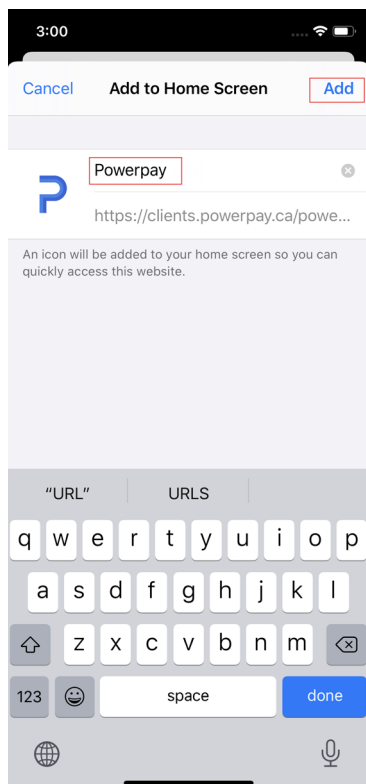 3:00
Cancel Add to Home Screen Add
Powerpay
https://clients.powerpay.ca/powe...
An icon will be added to your home screen so you can
quickly access this website.
“URL” URLS
q w e r t y u i o p
a s d f g h j k l
z x c v b n m
123 space done